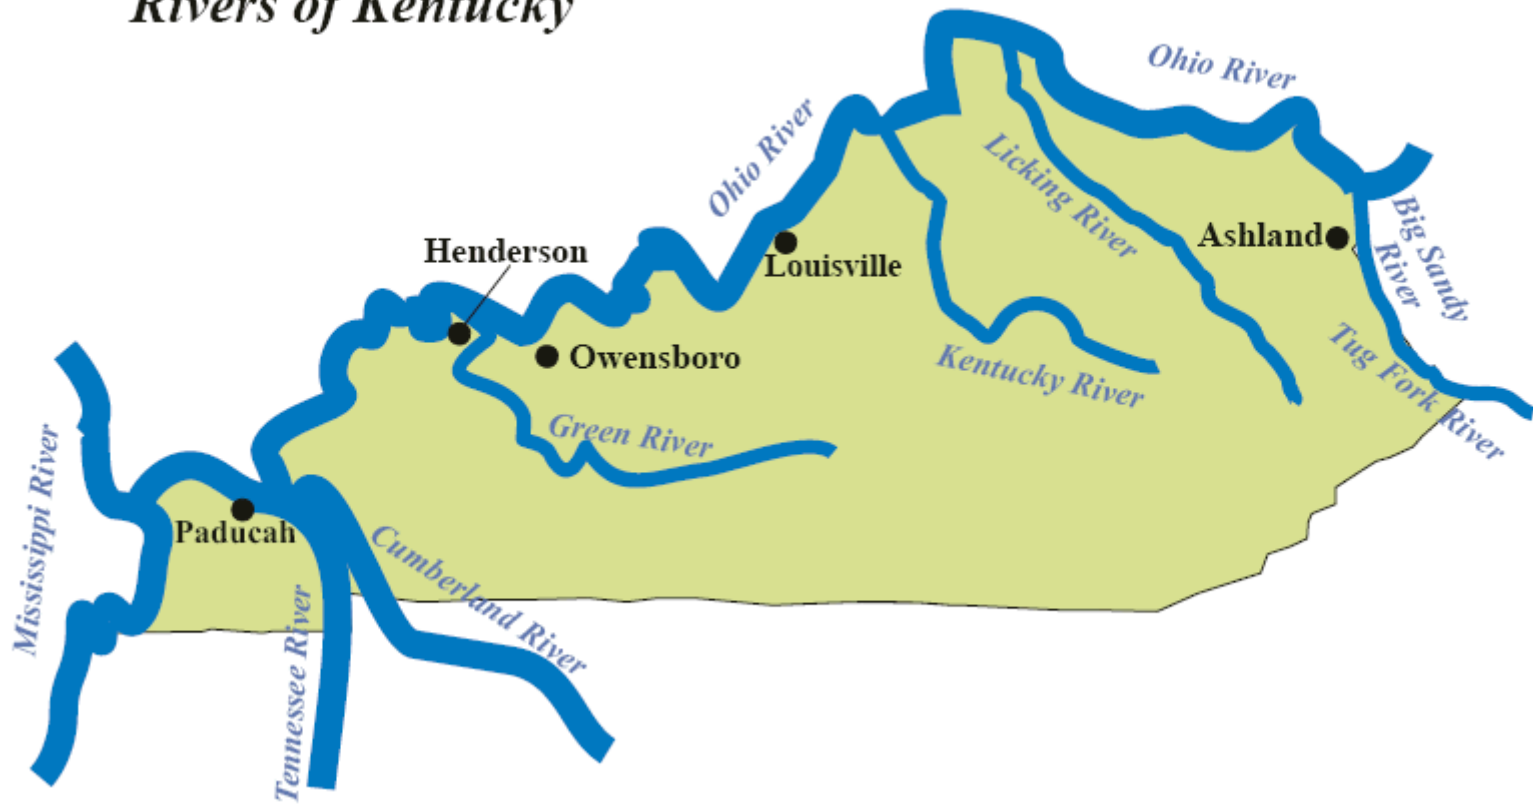 Rivers of Kentucky
Ohio River
Ohio River
Licking River
Big Sandy
River
Ashland
Henderson
Louisville
Owensboro
Tug Fork River
Kentucky River
Green River
Mississippi River
Paducah
Cumberland River
Tennessee River